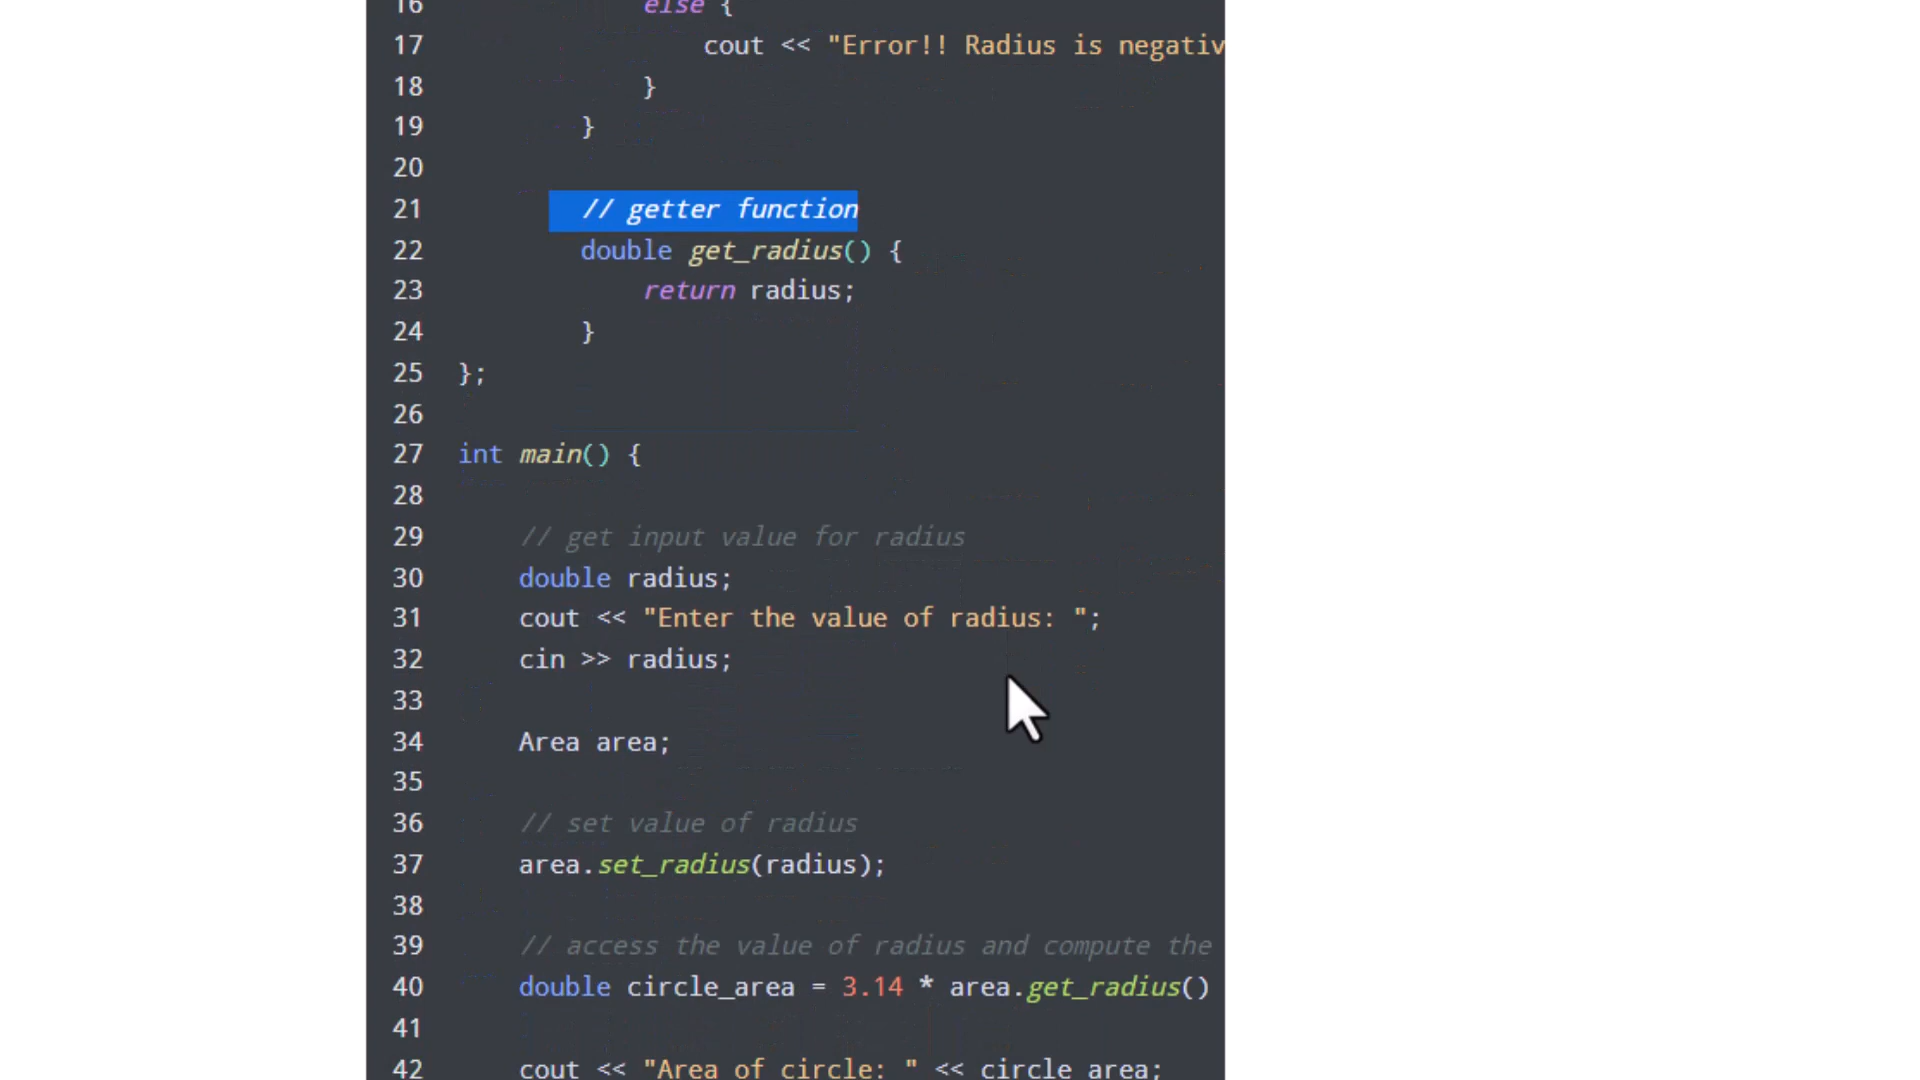 16 else {
17 cout << "Error!! Radius is negativ
18 }
19 }
20
21 // getter function
22 double get_radius() {
23 return radius;
24 }
25 };
26
27 int main() {
28
29 // get input value for radius
30 double radius;
31 cout << "Enter the value of radius: ";
32 cin >> radius;
33
34 Area area;
35
36 // set value of radius
37 area.set_radius(radius);
38
39 // access the value of radius and compute the
40 double circle_area = 3.14 * area.get_radius()
41
42 cout << "Area of circle: " << circle_area;